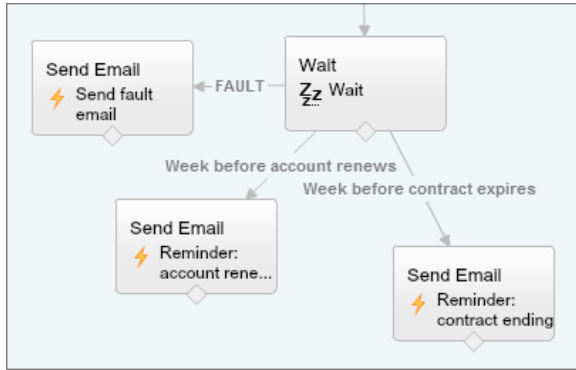 Send Email
Send fault
email
FAULT
Wait
Zzz... Wait
Week before account renews
Week before contract expires
Send Email
Reminder:
account rene...
Send Email
Reminder:
contract ending